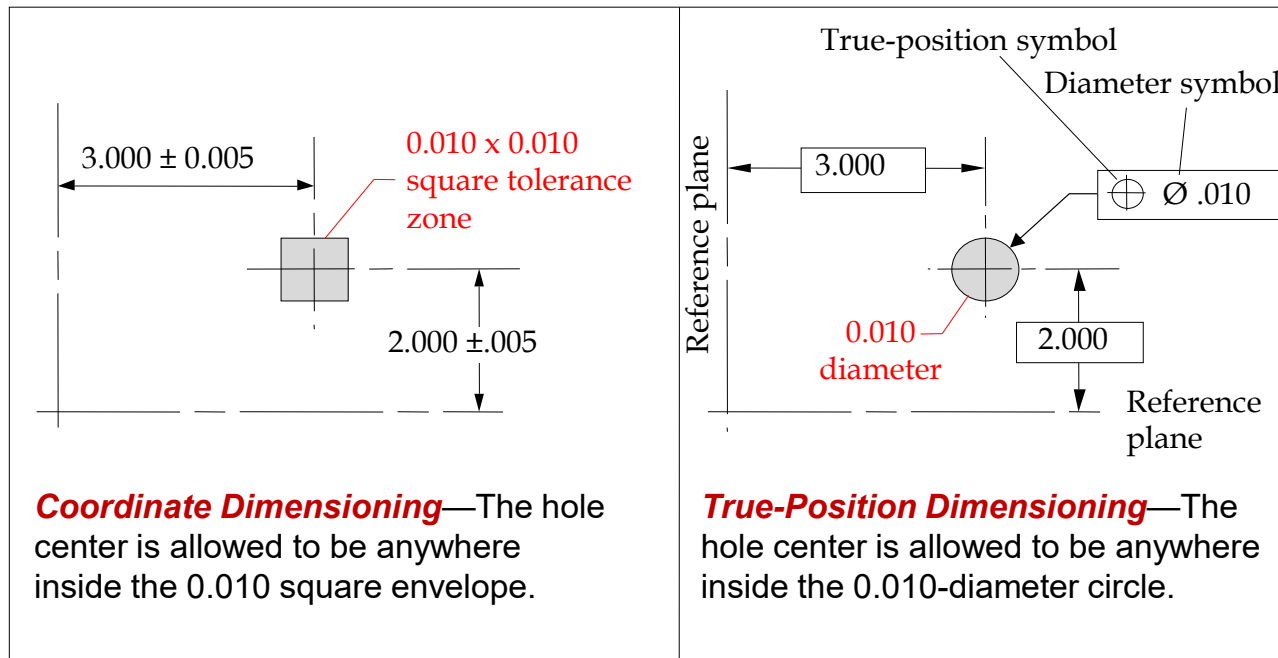 3.000 ± 0.005
0.010 x 0.010
square tolerance
zone
2.000 ±.005
Coordinate Dimensioning—The hole
center is allowed to be anywhere
inside the 0.010 square envelope.
True-position symbol
Diameter symbol
Reference plane
3.000
Ø .010
0.010
diameter
2.000
Reference
plane
True-Position Dimensioning—The
hole center is allowed to be anywhere
inside the 0.010-diameter circle.